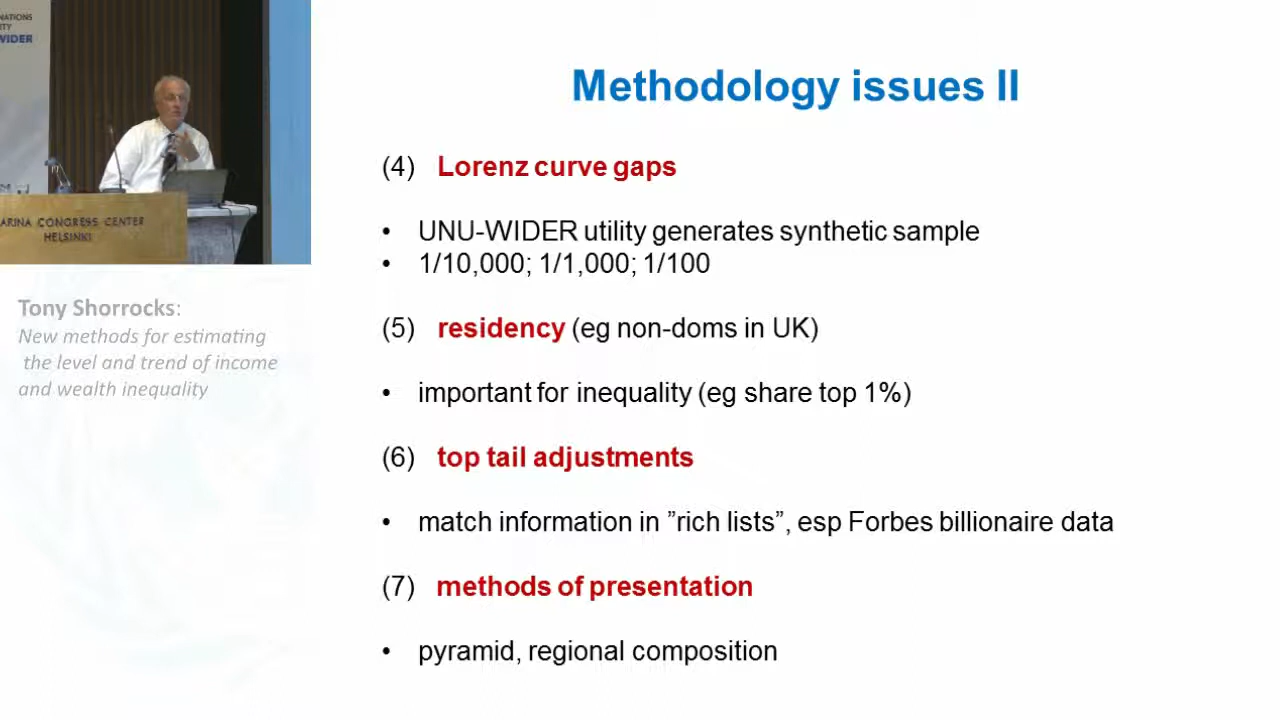 NATIONS
WIDER
ARINA CONGRESS CENTER
HELSINKI
Tony Shorrocks:
New methods for estimating
the level and trend of income
and wealth inequality
Methodology issues II
(4) Lorenz curve gaps
• UNU-WIDER utility generates synthetic sample
• 1/10,000; 1/1,000; 1/100
(5) residency (eg non-doms in UK)
• important for inequality (eg share top 1%)
(6) top tail adjustments
• match information in ”rich lists”, esp Forbes billionaire data
(7) methods of presentation
• pyramid, regional composition